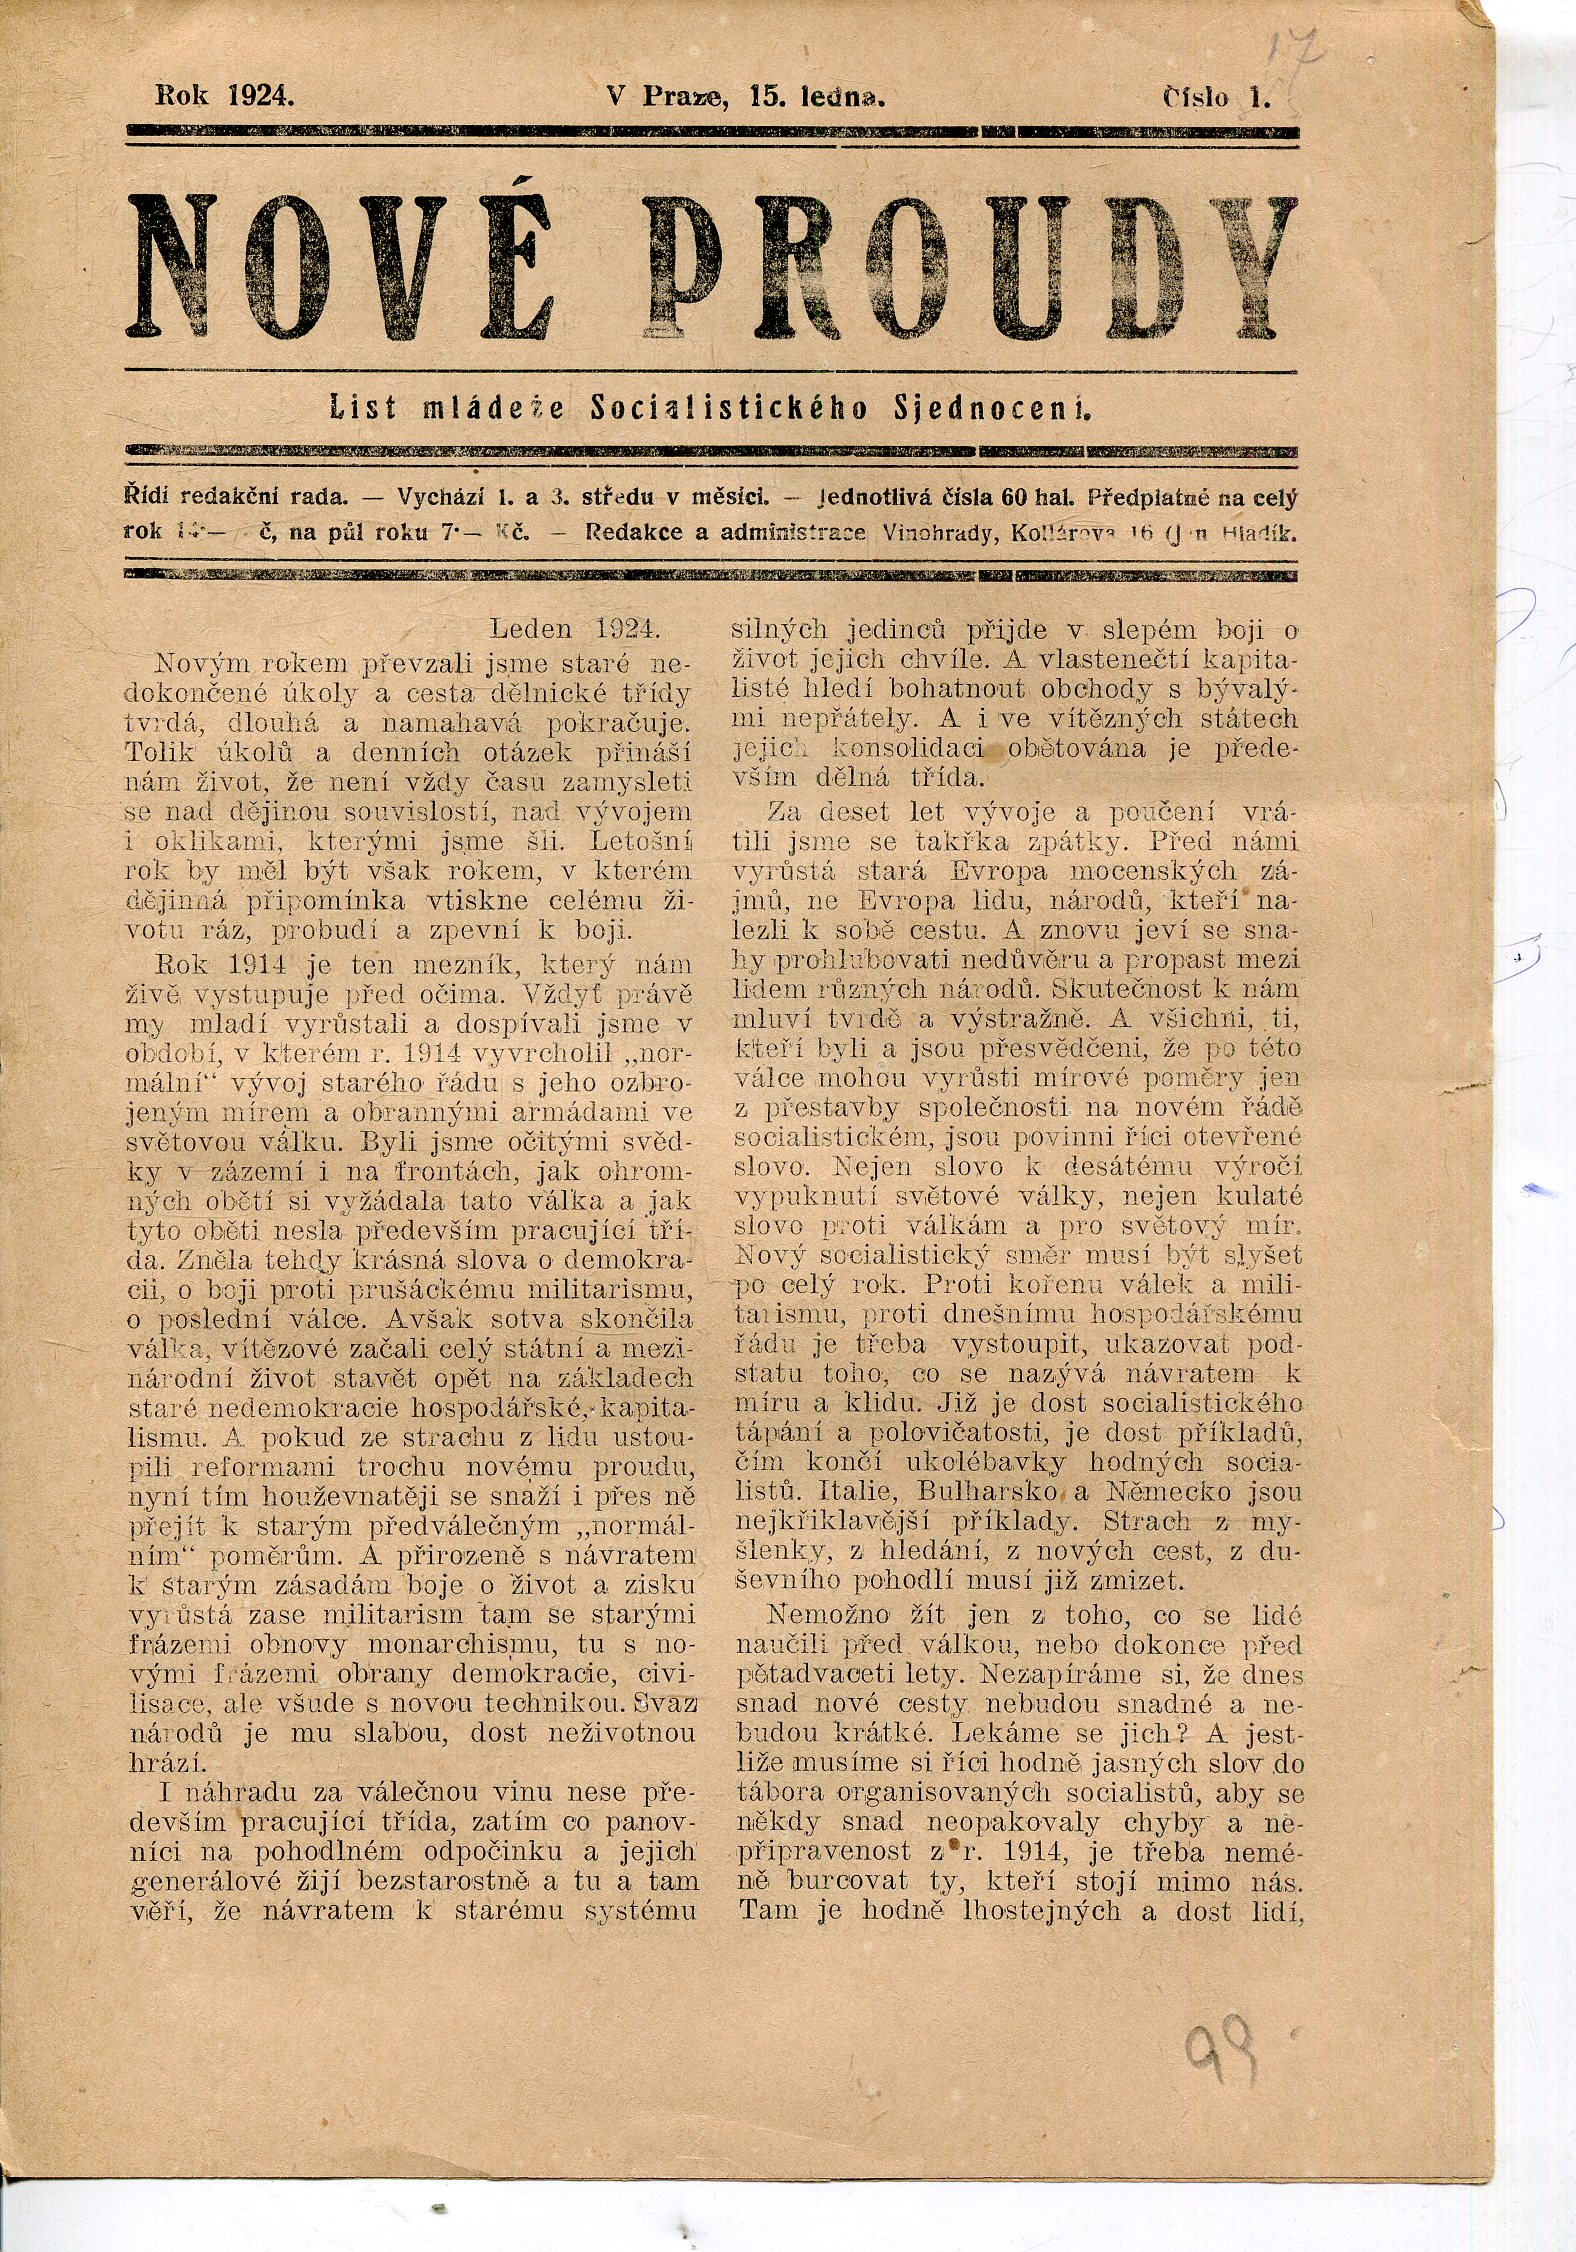 17
Rok 1924.
V Praze, 15. ledna.
Číslo 1.
NOVÉ PROUDY
List mládeže Socialistického Sjednocení.
Řídí redakční rada. — Vychází 1. a 3. středu v měsíci. — Jednotlivá čísla 60 hal. Předplatné na celý
rok 14·— č, na půl roku 7·— Kč. — Redakce a administrace Vinohrady, Kollárova 16 (Jan Hladík.
Leden 1924.
Novým rokem převzali jsme staré ne-
dokončené úkoly a cesta dělnické třídy
tvrdá, dlouhá a namahavá pokračuje.
Tolik úkolů a denních otázek přináší
nám život, že není vždy času zamysleti
se nad dějinou souvislostí, nad vývojem
i oklikami, kterými jsme šli. Letošní
rok by měl být však rokem, v kterém
dějinná připomínka vtiskne celému ži-
votu ráz, probudí a zpevní k boji.
Rok 1914 je ten mezník, který nám
živě vystupuje před očima. Vždyť právě
my mladí vyrůstali a dospívali jsme v
období, v kterém r. 1914 vyvrcholil „nor-
mální“ vývoj starého řádu s jeho ozbro-
jeným mírem a obrannými armádami ve
světovou válku. Byli jsme očitými svěd-
ky v zázemí i na frontách, jak ohrom-
ných obětí si vyžádala tato válka a jak
tyto oběti nesla především pracující tří-
da. Zněla tehdy krásná slova o demokra-
cii, o boji proti prušáckému militarismu,
o poslední válce. Avšak sotva skončila
válka, vítězové začali celý státní a mezi-
národní život stavět opět na základech
staré nedemokracie hospodářské, kapita-
lismu. A pokud ze strachu z lidu ustou-
pili reformami trochu novému proudu,
nyní tím houževnatěji se snaží i přes ně
přejít k starým předválečným „normál-
ním“ poměrům. A přirozeně s návratem
k starým zásadám boje o život a zisku
vyrůstá zase militarism tam se starými
frázemi obnovy monarchismu, tu s no-
vými frázemi obrany demokracie, civi-
lisace, ale všude s novou technikou. Svaz
národů je mu slabou, dost neživotnou
hrází.
I náhradu za válečnou vinu nese pře-
devším pracující třída, zatím co panov-
níci na pohodlném odpočinku a jejich
generálové žijí bezstarostně a tu a tam
věří, že návratem k starému systému
silných jedinců přijde v slepém boji o
život jejich chvíle. A vlastenečtí kapita-
listé hledí bohatnout obchody s bývalý-
mi nepřátely. A i ve vítězných státech
jejich konsolidaci obětována je přede-
vším dělná třída.
Za deset let vývoje a poučení vrá-
tili jsme se takřka zpátky. Před námi
vyrůstá stará Evropa mocenských zá-
jmů, ne Evropa lidu, národů, kteří na-
lezli k sobě cestu. A znovu jeví se sna-
hy prohlubovati nedůvěru a propast mezi
lidem různých národů. Skutečnost k nám
mluví tvrdě a výstražně. A všichni, ti,
kteří byli a jsou přesvědčeni, že po této
válce mohou vyrůsti mírové poměry jen
z přestavby společnosti na novém řádě
socialistickém, jsou povinni říci otevřené
slovo. Nejen slovo k desátému výročí
vypuknutí světové války, nejen kulaté
slovo proti válkám a pro světový mír.
Nový socialistický směr musí být slyšet
po celý rok. Proti kořenu válek a mili-
tarismu, proti dnešnímu hospodářskému
řádu je třeba vystoupit, ukazovat pod-
statu toho, co se nazývá návratem k
míru a klidu. Již je dost socialistického
tápání a polovičatosti, je dost příkladů,
čím končí ukolébavky hodných socia-
listů. Italie, Bulharsko a Německo jsou
nejkřiklavější příklady. Strach z my-
šlenky, z hledání, z nových cest, z du-
ševního pohodlí musí již zmizet.
Nemožno žít jen z toho, co se lidé
naučili před válkou, nebo dokonce před
pětadvaceti lety. Nezapíráme si, že dnes
snad nové cesty nebudou snadné a ne-
budou krátké. Lekáme se jich? A jest-
liže musíme si říci hodně jasných slov do
tábora organisovaných socialistů, aby se
někdy snad neopakovaly chyby a ne-
připravenost z r. 1914, je třeba nemé-
ně burcovat ty, kteří stojí mimo nás.
Tam je hodně lhostejných a dost lidí,
99